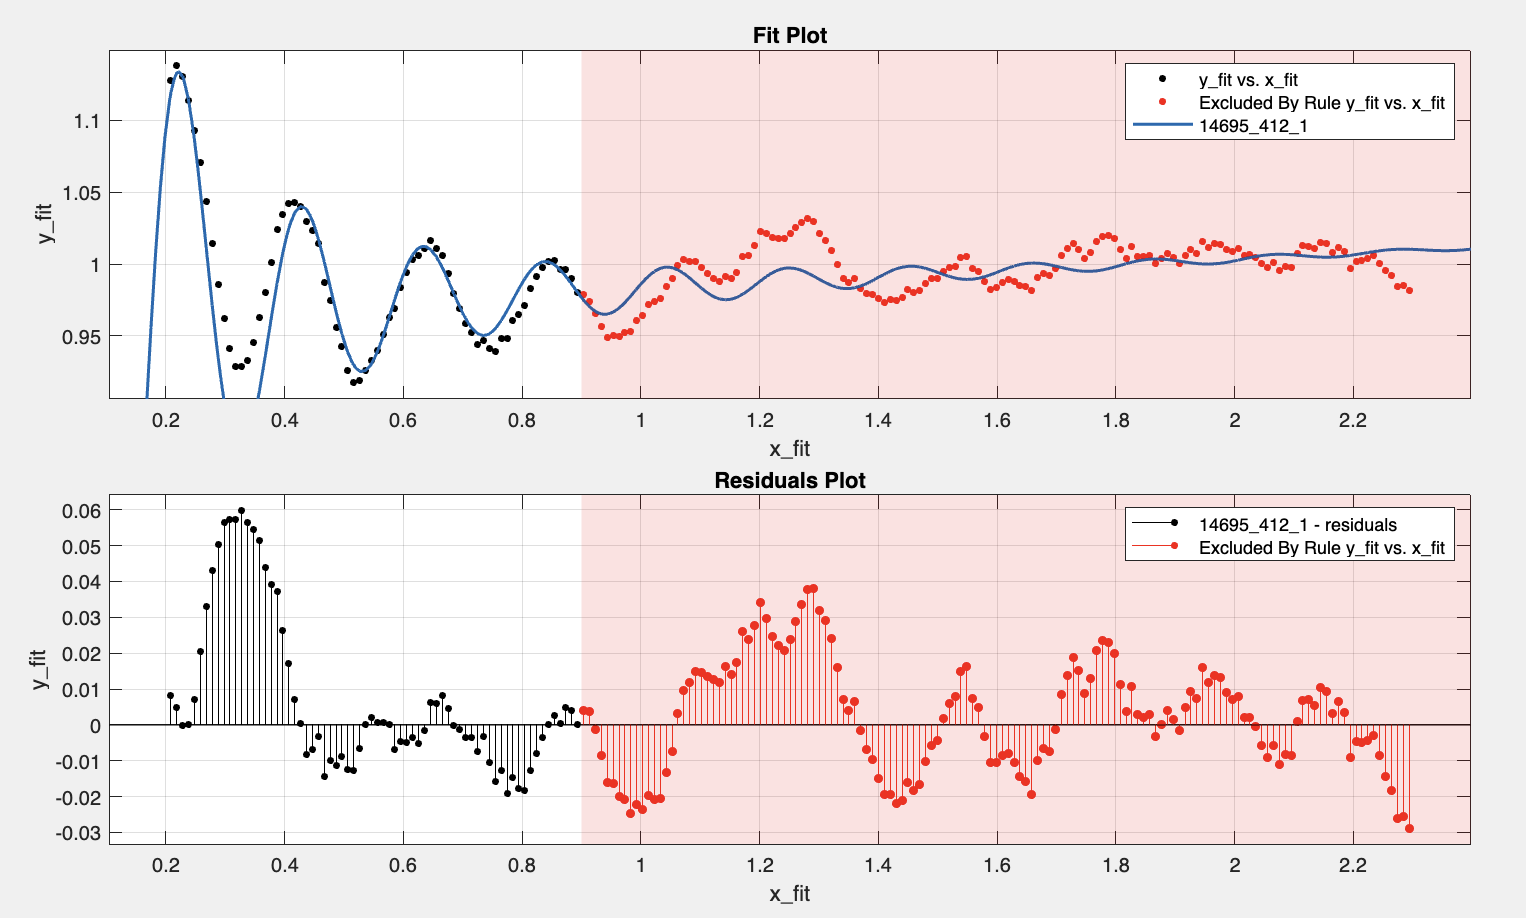 Fit Plot
y_fit vs. x_fit
Excluded By Rule y_fit vs. x_fit
14695_412_1
1.1
1.05
1
0.95
y_fit
0.2 0.4 0.6 0.8 1 1.2 1.4 1.6 1.8 2 2.2
x_fit
Residuals Plot
14695_412_1 - residuals
Excluded By Rule y_fit vs. x_fit
0.06
0.05
0.04
0.03
0.02
0.01
0
-0.01
-0.02
-0.03
y_fit
0.2 0.4 0.6 0.8 1 1.2 1.4 1.6 1.8 2 2.2
x_fit